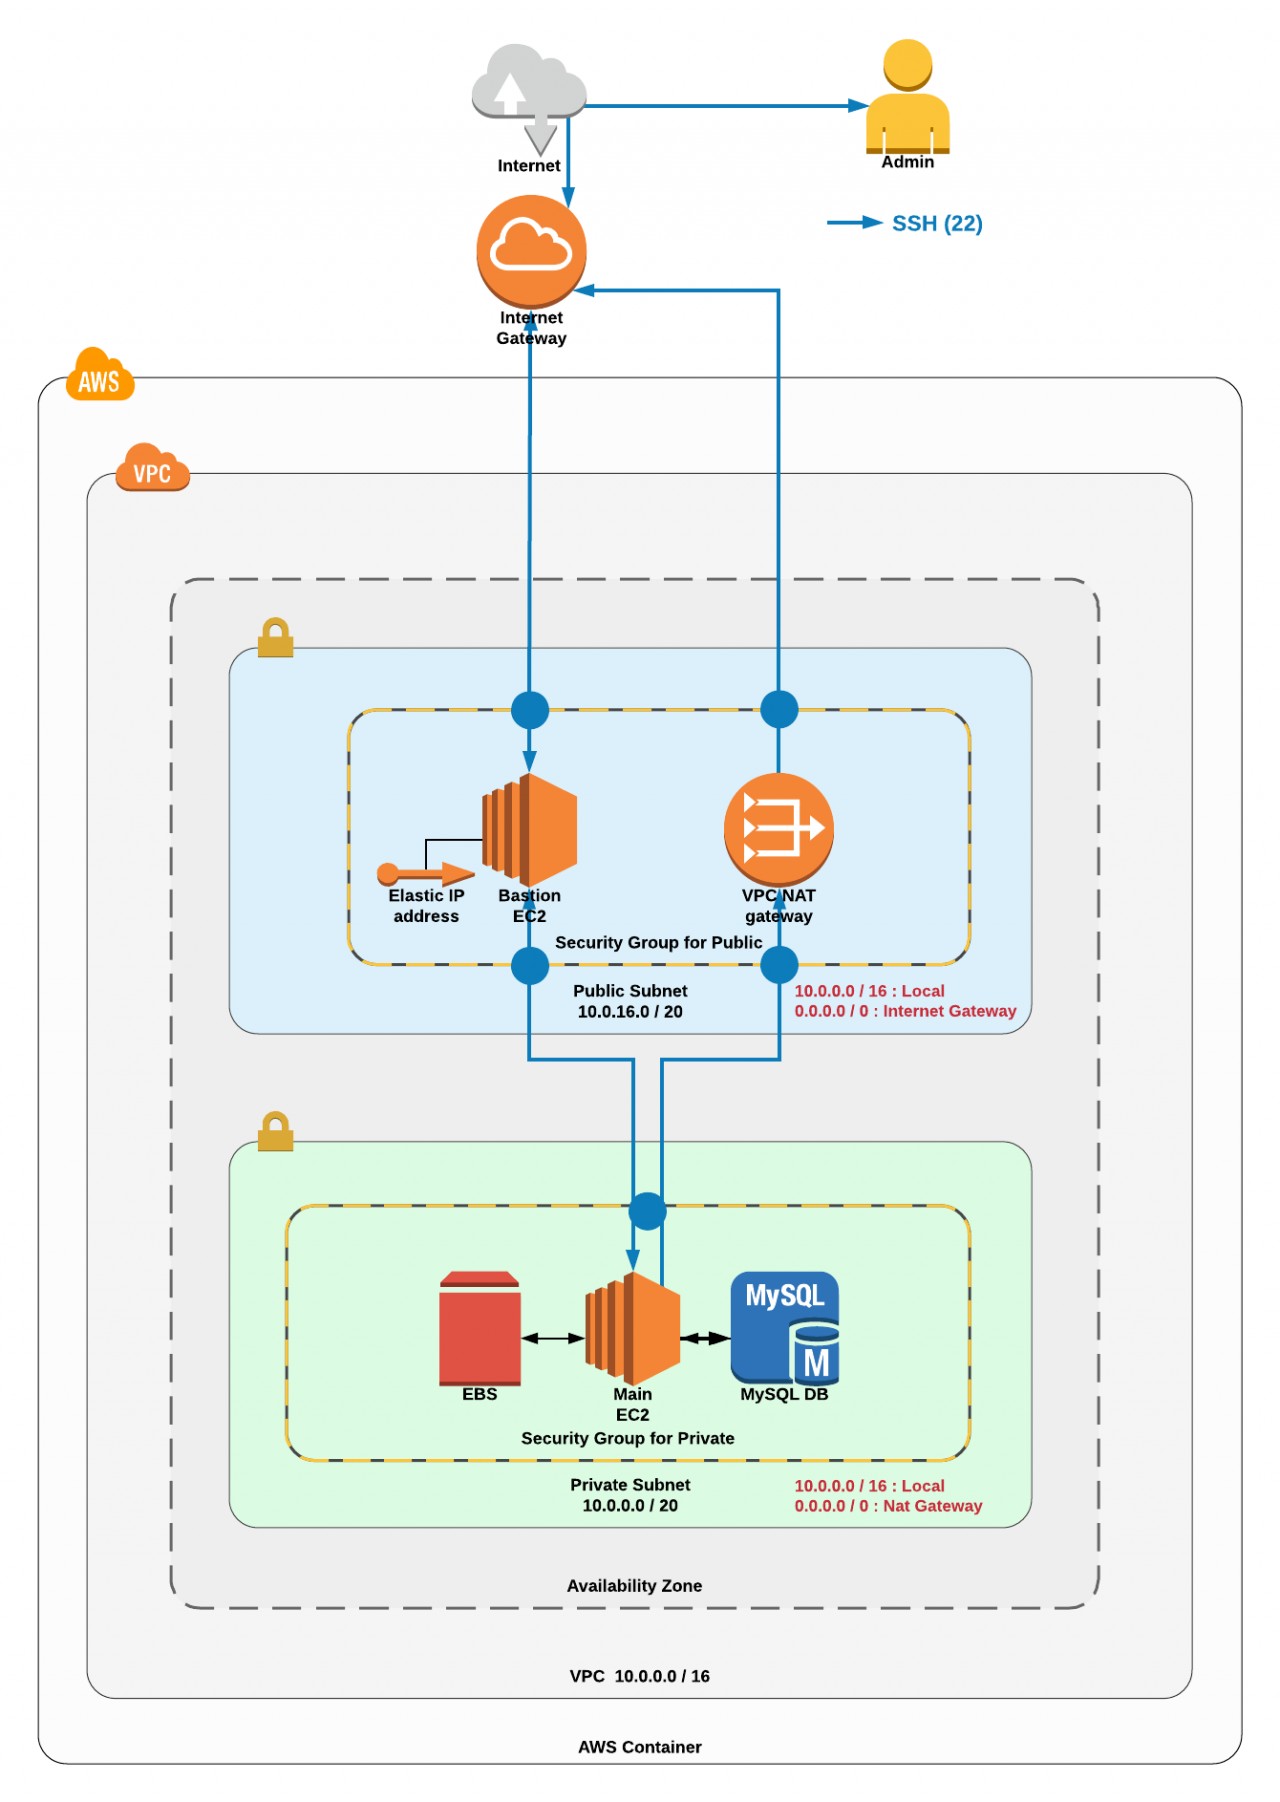 Internet
Admin
SSH (22)
Internet
Gateway
AWS
VPC
Elastic IP
address
Bastion
EC2
VPC NAT
gateway
Security Group for Public
Public Subnet
10.0.16.0 / 20
10.0.0.0 / 16 : Local
0.0.0.0 / 0 : Internet Gateway
MySQL
M
EBS
Main
EC2
MySQL DB
Security Group for Private
Private Subnet
10.0.0.0 / 20
10.0.0.0 / 16 : Local
0.0.0.0 / 0 : Nat Gateway
Availability Zone
VPC 10.0.0.0 / 16
AWS Container